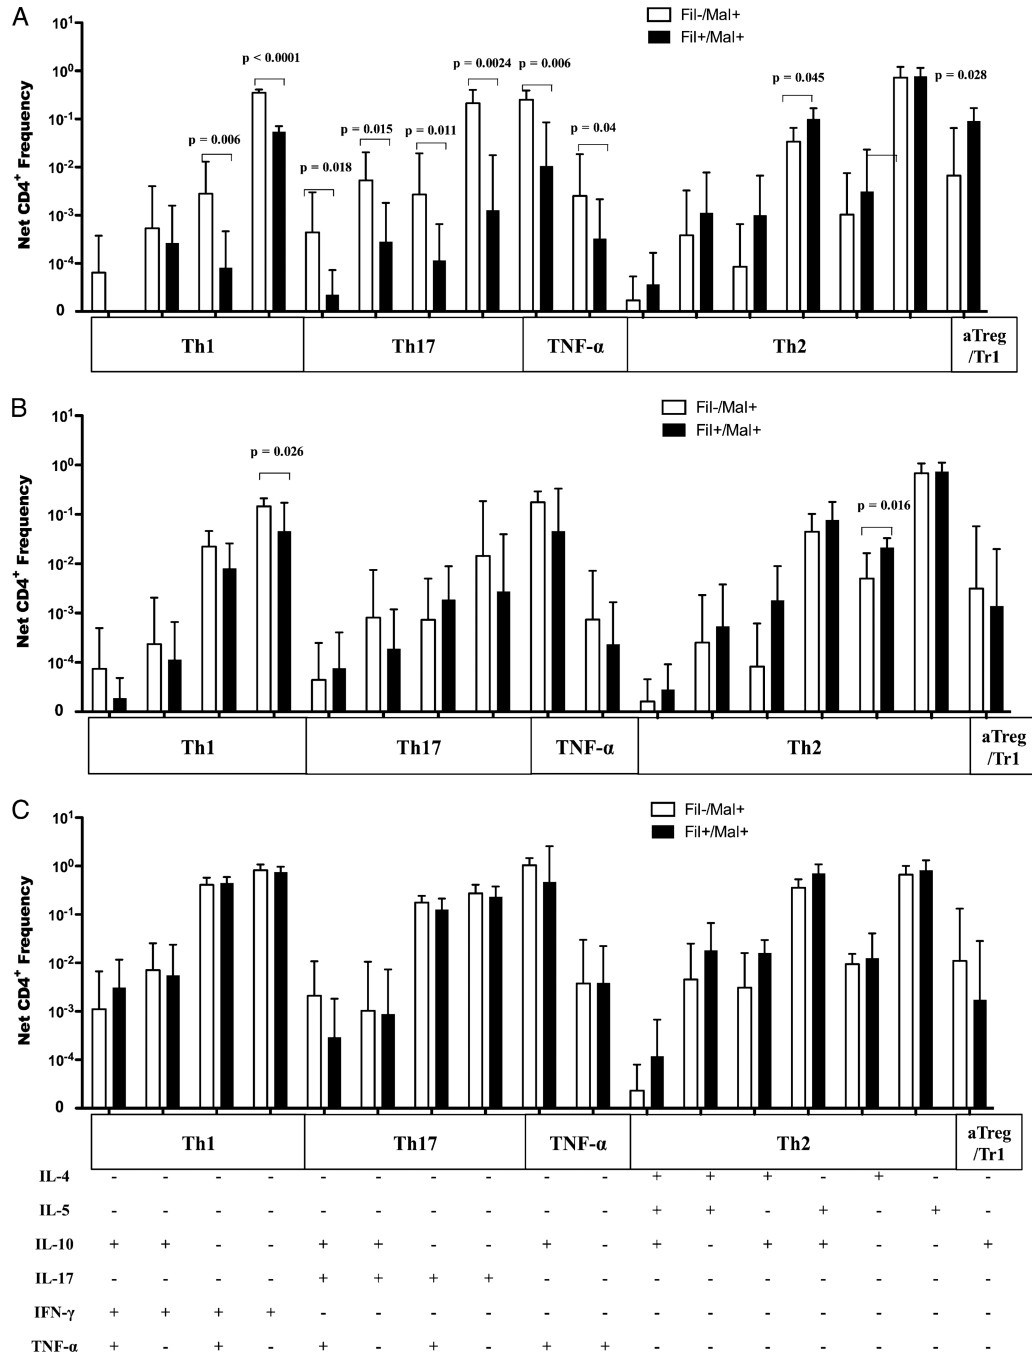 A
Fil-/Mal+
Fil+/Mal+
Net CD4+ Frequency
10^1
10^0
10^-1
10^-2
10^-3
10^-4
0
p < 0.0001
p = 0.006
p = 0.018
p = 0.015
p = 0.011
p = 0.0024
p = 0.006
p = 0.04
p = 0.045
p = 0.028
Th1
Th17
TNF-α
Th2
aTreg
/Tr1
B
Fil-/Mal+
Fil+/Mal+
Net CD4+ Frequency
10^1
10^0
10^-1
10^-2
10^-3
10^-4
0
p = 0.026
p = 0.016
Th1
Th17
TNF-α
Th2
aTreg
/Tr1
C
Fil-/Mal+
Fil+/Mal+
Net CD4+ Frequency
10^1
10^0
10^-1
10^-2
10^-3
10^-4
0
Th1
Th17
TNF-α
Th2
aTreg
/Tr1
IL-4 - - - - - - - - - - + + + - + - -
IL-5 - - - - - - - - - - + + - + - + -
IL-10 + + - - + + - - + - + - + + - - +
IL-17 - - - - + + + + - - - - - - - - -
IFN-γ + + + + - - - - - - - - - - - - -
TNF-α + - + - + - + - + + - - - - - - -